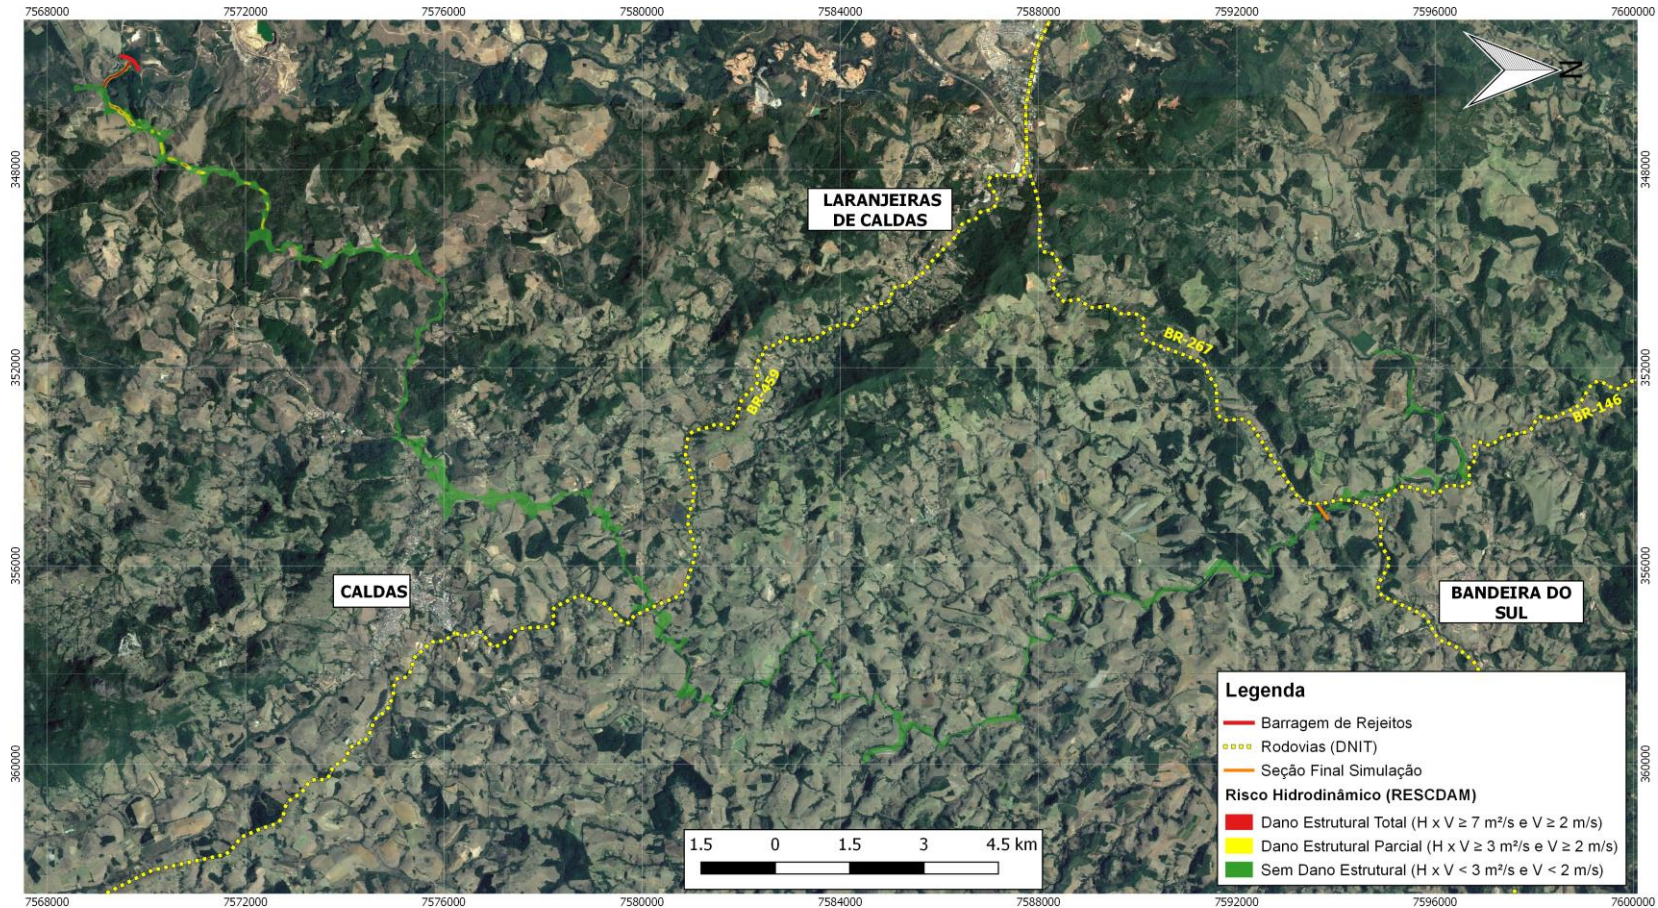 7568000 7572000 7576000 7580000 7584000 7588000 7592000 7596000 7600000
N
348000 348000
LARANJEIRAS
DE CALDAS
BR-267
352000 352000
BR-459
BR-146
356000 356000
CALDAS
BANDEIRA DO
SUL
360000 360000
Legenda
Barragem de Rejeitos
Rodovias (DNIT)
Seção Final Simulação
Risco Hidrodinâmico (RESCDAM)
Dano Estrutural Total (H x V ≥ 7 m²/s e V ≥ 2 m/s)
Dano Estrutural Parcial (H x V ≥ 3 m²/s e V ≥ 2 m/s)
Sem Dano Estrutural (H x V < 3 m²/s e V < 2 m/s)
1.5 0 1.5 3 4.5 km
7568000 7572000 7576000 7580000 7584000 7588000 7592000 7596000 7600000